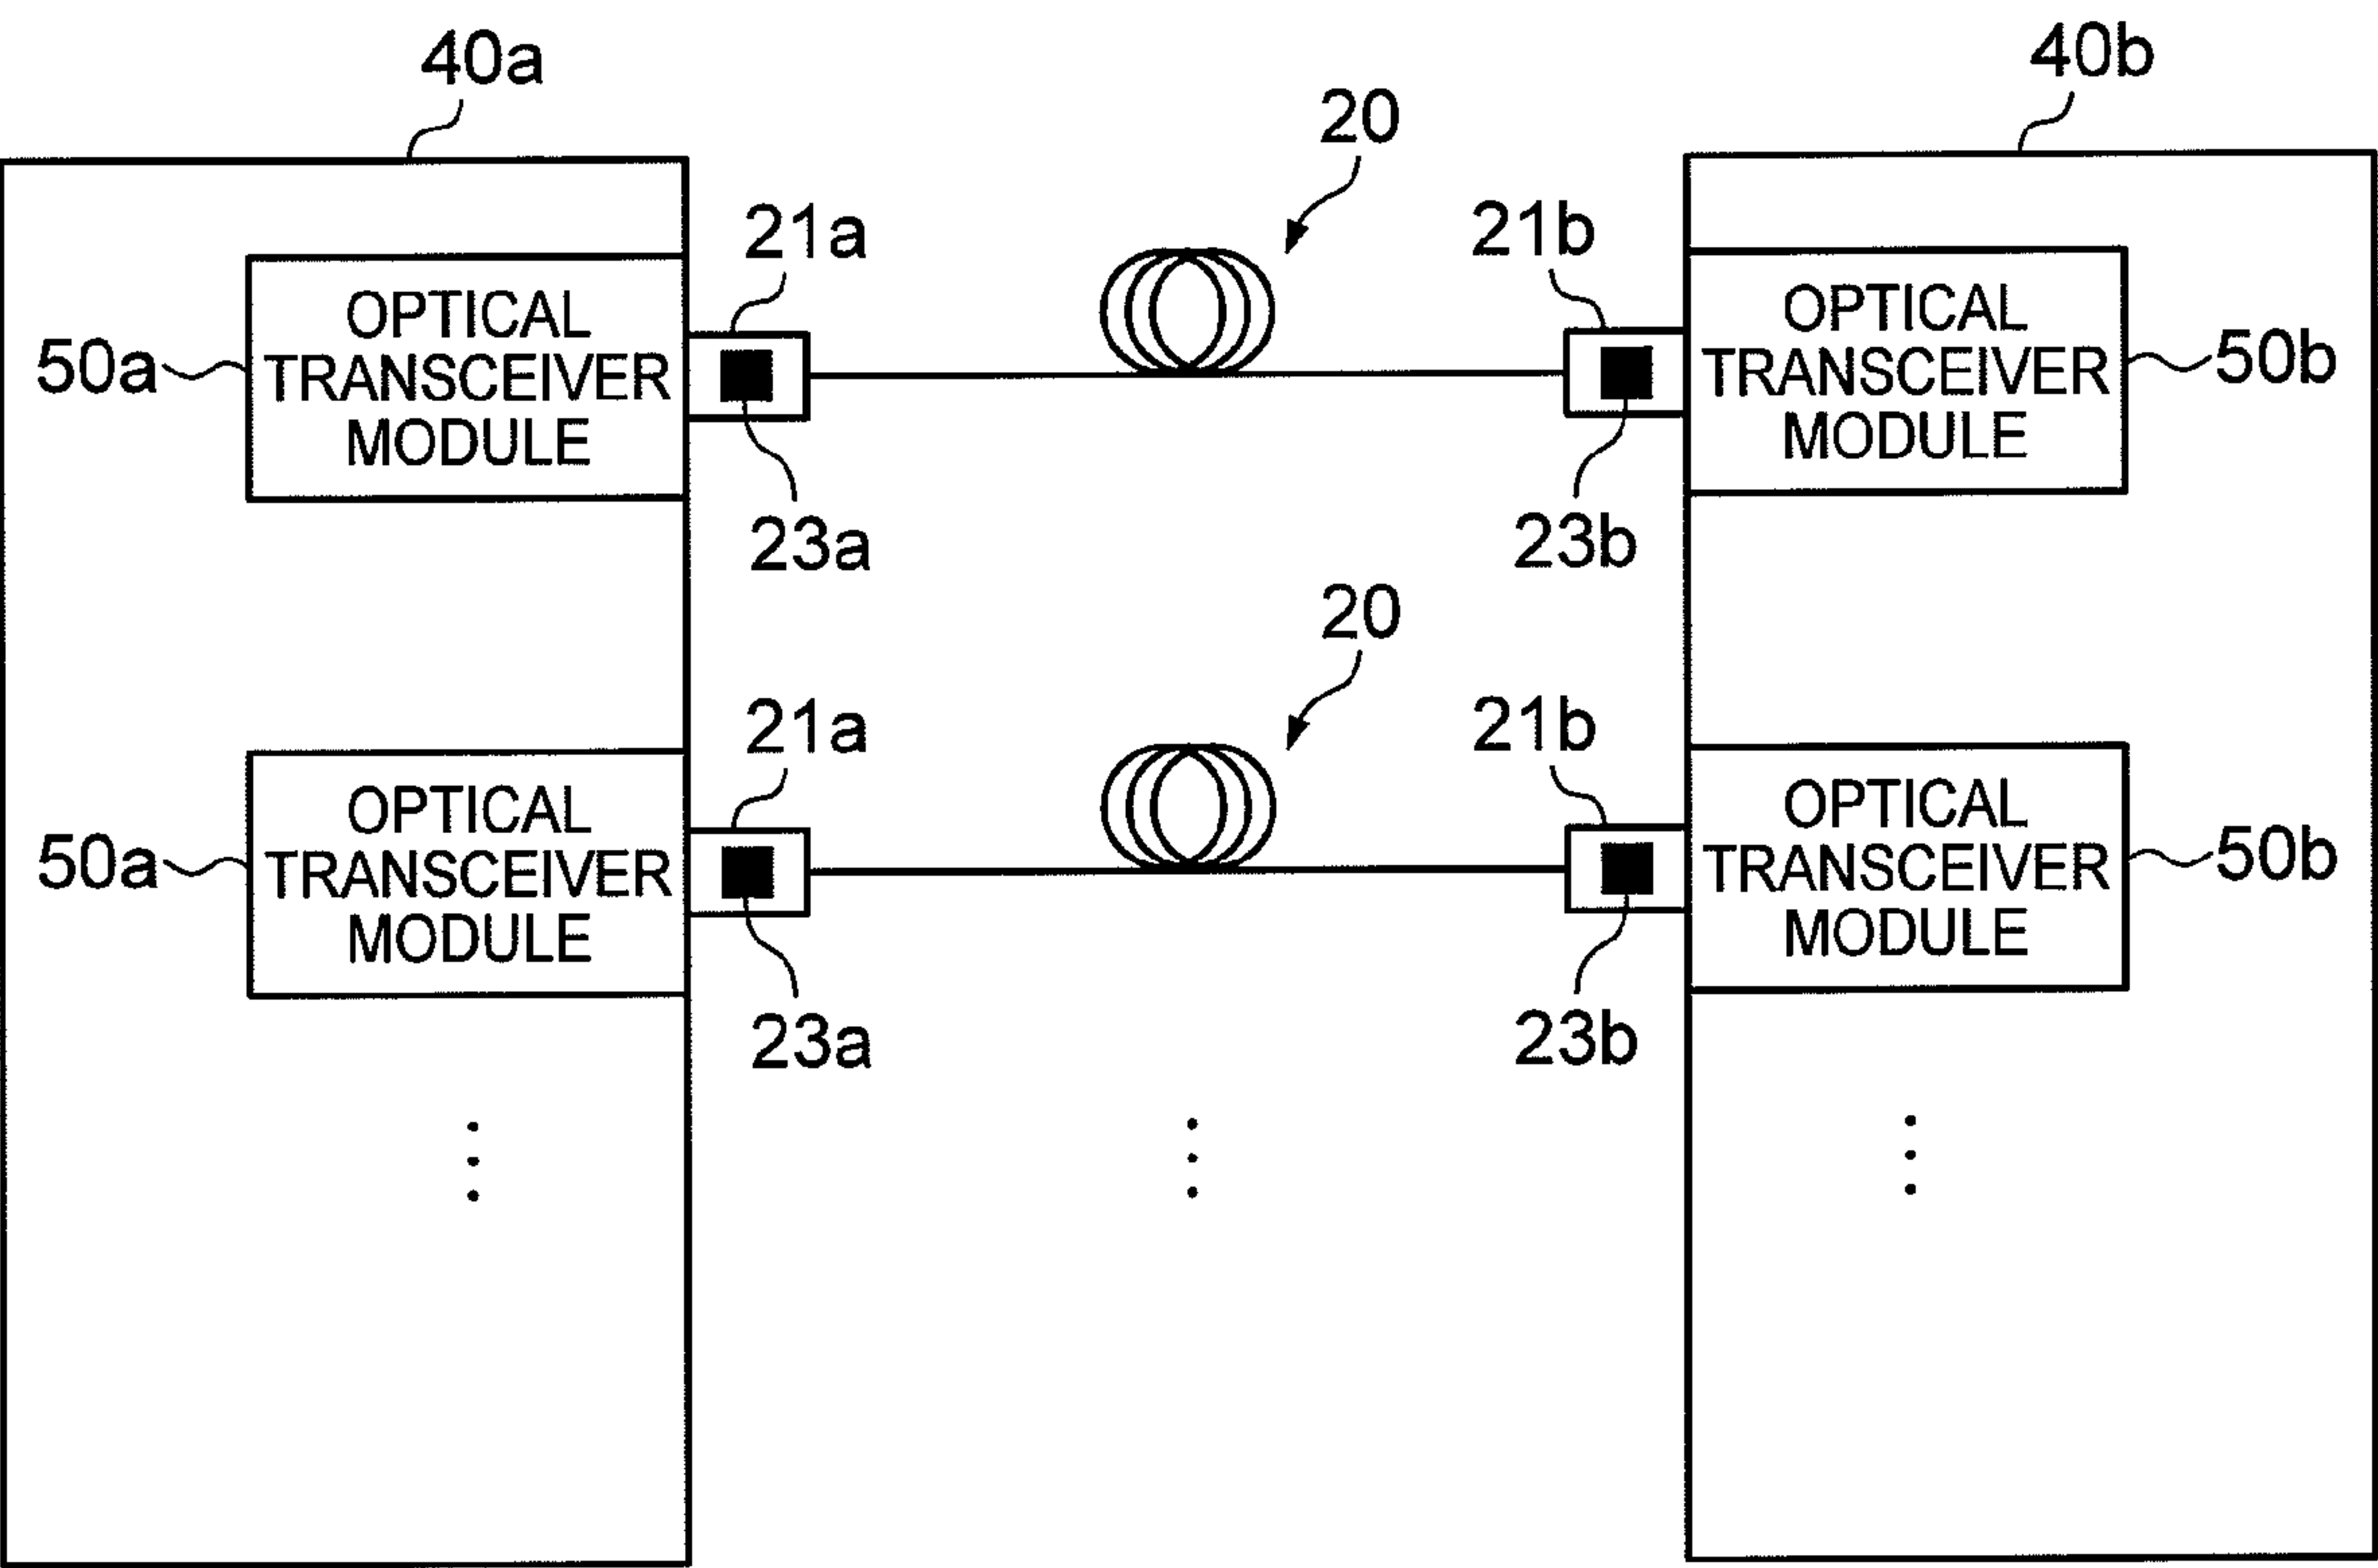 40a
40b
20
21a
21b
OPTICAL
TRANSCEIVER
MODULE
50a
OPTICAL
TRANSCEIVER
MODULE
50b
23a
23b
20
21a
21b
OPTICAL
TRANSCEIVER
MODULE
50a
OPTICAL
TRANSCEIVER
MODULE
50b
23a
23b